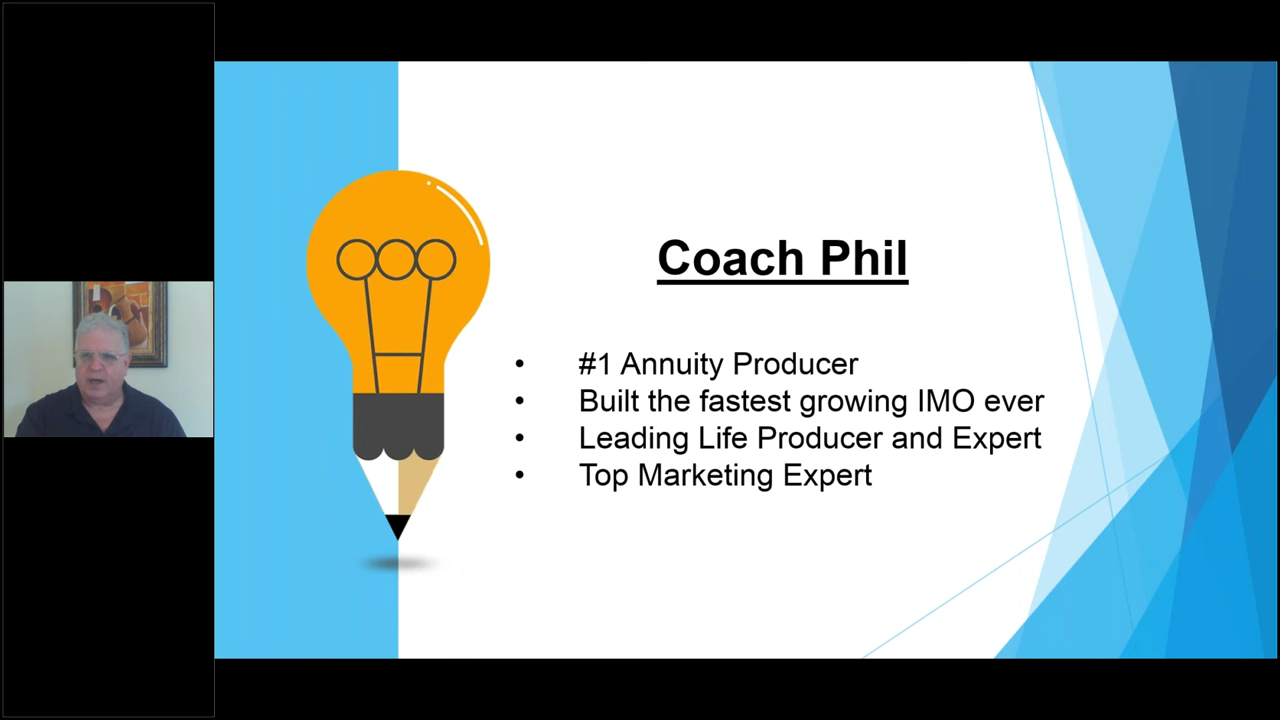 Coach Phil
• #1 Annuity Producer
• Built the fastest growing IMO ever
• Leading Life Producer and Expert
• Top Marketing Expert